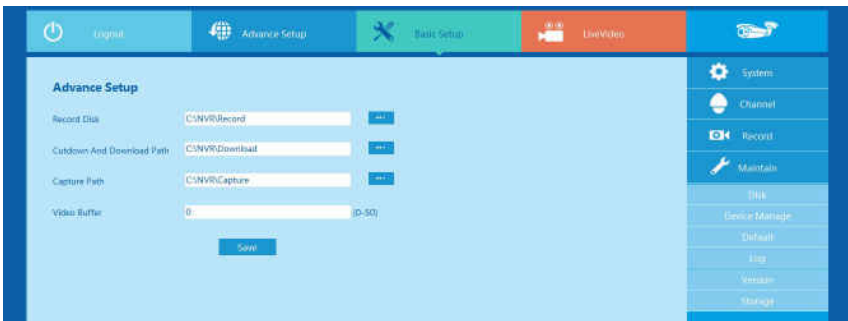 Logout Advance Setup Basic Setup LiveVideo
Advance Setup
Record Disk C:\NVR\Record ...
Cutdown And Download Path C:\NVR\Download ...
Capture Path C:\NVR\Capture ...
Video Buffer 0 (0-50)
Save
System
Channel
Record
Maintain
Disk
Device Manage
Default
Log
Version
Storage